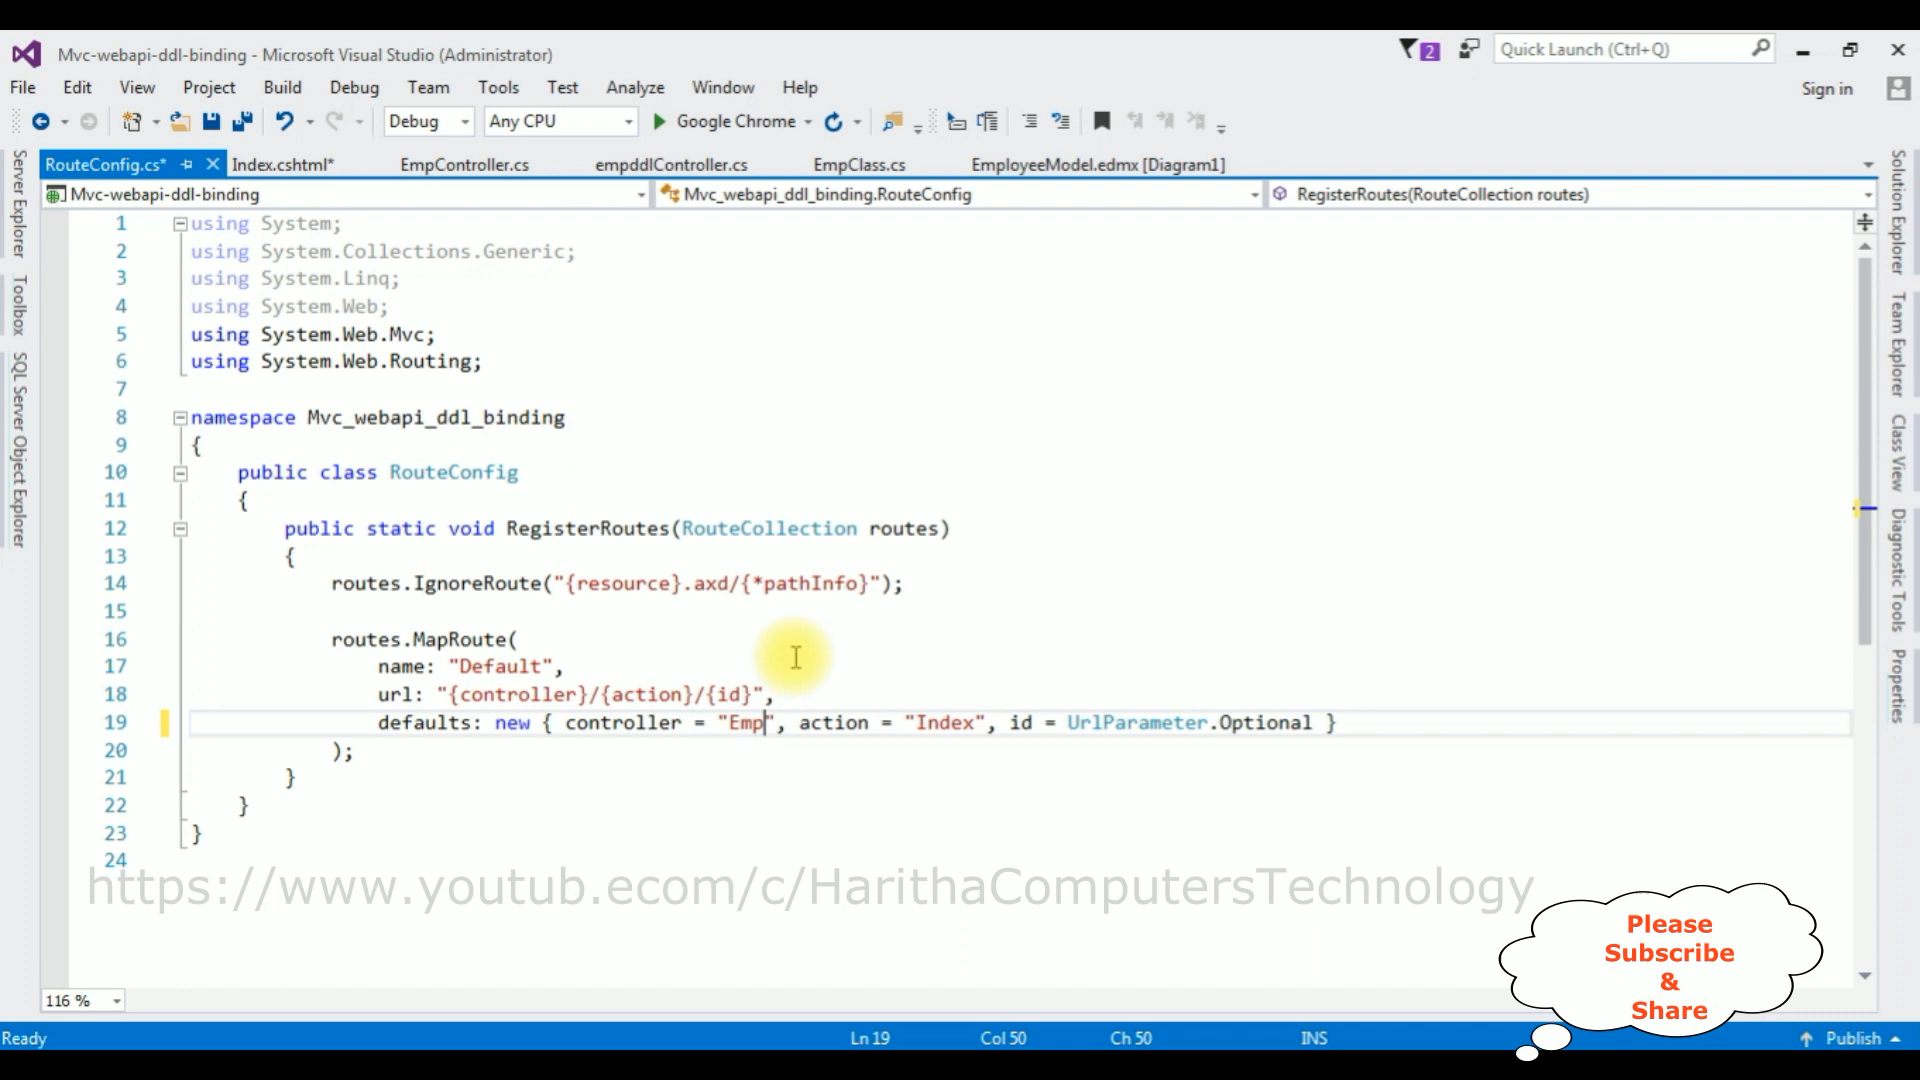 Mvc-webapi-ddl-binding - Microsoft Visual Studio (Administrator)
2
Quick Launch (Ctrl+Q)
File Edit View Project Build Debug Team Tools Test Analyze Window Help
Sign in
Debug Any CPU Google Chrome
RouteConfig.cs* Index.cshtml* EmpController.cs empddlController.cs EmpClass.cs EmployeeModel.edmx [Diagram1]
Mvc-webapi-ddl-binding Mvc_webapi_ddl_binding.RouteConfig RegisterRoutes(RouteCollection routes)
Server Explorer
Toolbox
SQL Server Object Explorer
1 using System;
2 using System.Collections.Generic;
3 using System.Linq;
4 using System.Web;
5 using System.Web.Mvc;
6 using System.Web.Routing;
7
8 namespace Mvc_webapi_ddl_binding
9 {
10 public class RouteConfig
11 {
12 public static void RegisterRoutes(RouteCollection routes)
13 {
14 routes.IgnoreRoute("{resource}.axd/{*pathInfo}");
15
16 routes.MapRoute(
17 name: "Default",
18 url: "{controller}/{action}/{id}",
19 defaults: new { controller = "Emp", action = "Index", id = UrlParameter.Optional }
20 );
21 }
22 }
23 }
24
https://www.youtub.ecom/c/HarithaComputersTechnology
Please
Subscribe
&
Share
Solution Explorer
Team Explorer
Class View
Diagnostic Tools
Properties
116 %
Ready Ln 19 Col 50 Ch 50 INS Publish